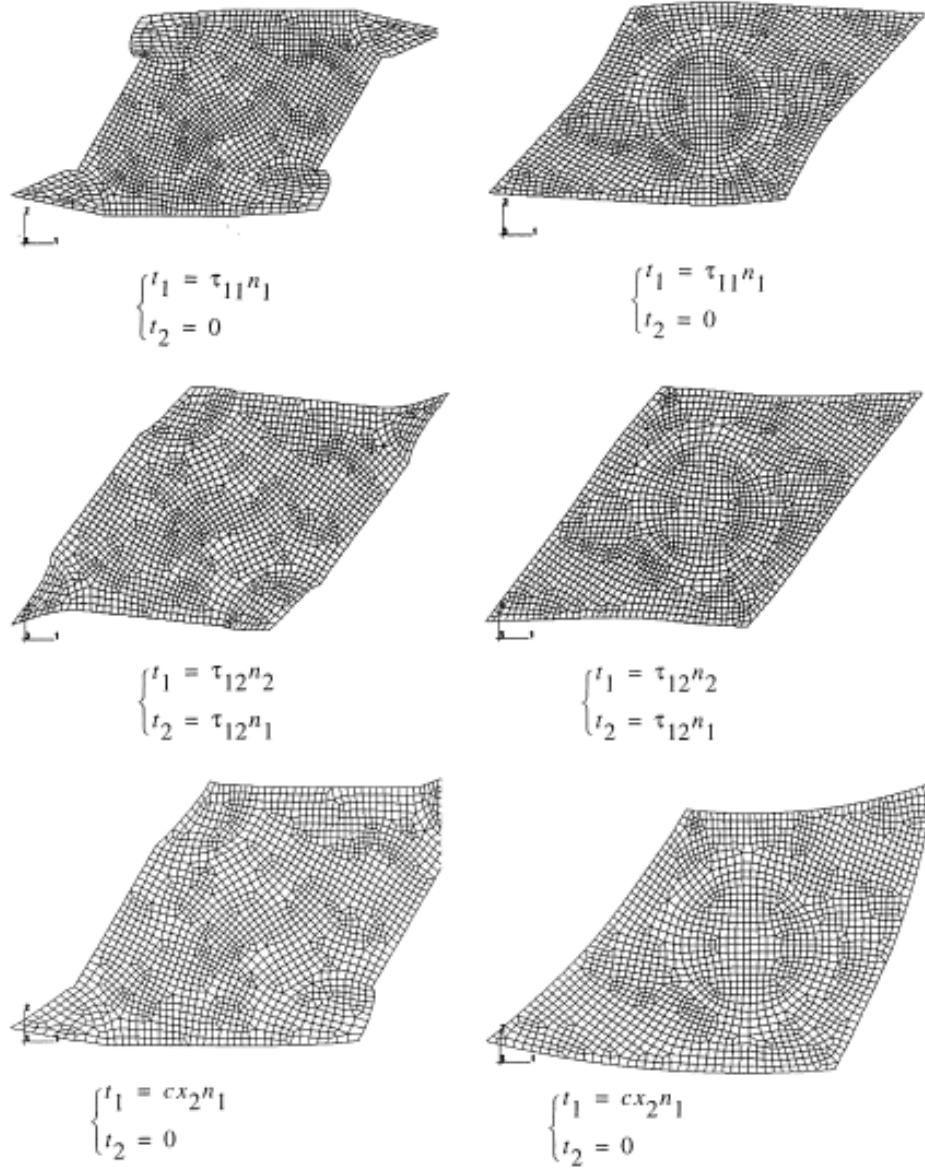 t₁ = τ₁₁n₁
t₂ = 0
t₁ = τ₁₁n₁
t₂ = 0
t₁ = τ₁₂n₂
t₂ = τ₁₂n₁
t₁ = τ₁₂n₂
t₂ = τ₁₂n₁
t₁ = cx₂n₁
t₂ = 0
t₁ = cx₂n₁
t₂ = 0